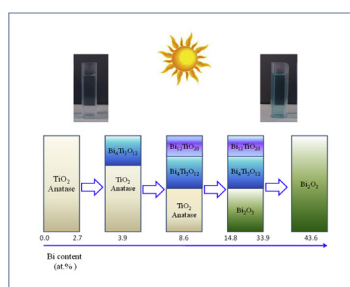 TiO2
Anatase
Bi4Ti3O12
TiO2
Anatase
Bi12TiO20
Bi4Ti3O12
TiO2
Anatase
Bi12TiO20
Bi4Ti3O12
Bi2O3
Bi2O3
0.0 2.7 3.9 8.6 14.8 33.9 43.6
Bi content
(at.%)